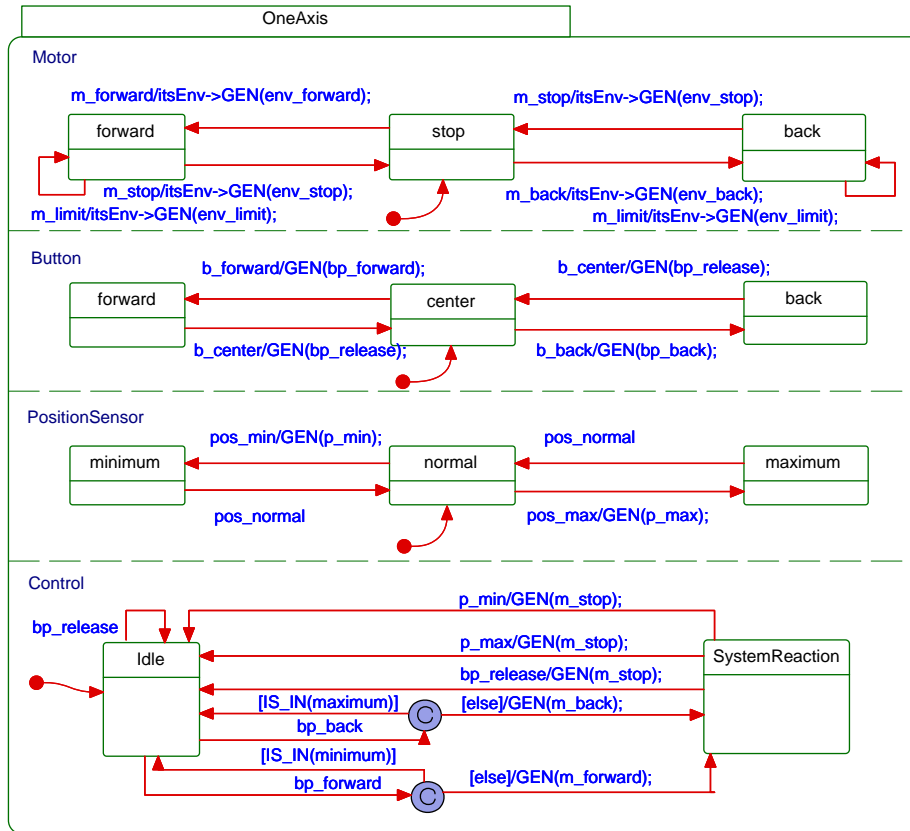 OneAxis
Motor
m_forward/itsEnv->GEN(env_forward);
m_stop/itsEnv->GEN(env_stop);
forward
stop
back
m_stop/itsEnv->GEN(env_stop);
m_back/itsEnv->GEN(env_back);
m_limit/itsEnv->GEN(env_limit);
m_limit/itsEnv->GEN(env_limit);
Button
b_forward/GEN(bp_forward);
b_center/GEN(bp_release);
forward
center
back
b_center/GEN(bp_release);
b_back/GEN(bp_back);
PositionSensor
pos_min/GEN(p_min);
pos_normal
minimum
normal
maximum
pos_normal
pos_max/GEN(p_max);
Control
p_min/GEN(m_stop);
bp_release
p_max/GEN(m_stop);
Idle
SystemReaction
bp_release/GEN(m_stop);
[IS_IN(maximum)]
C
[else]/GEN(m_back);
bp_back
[IS_IN(minimum)]
bp_forward
C
[else]/GEN(m_forward);